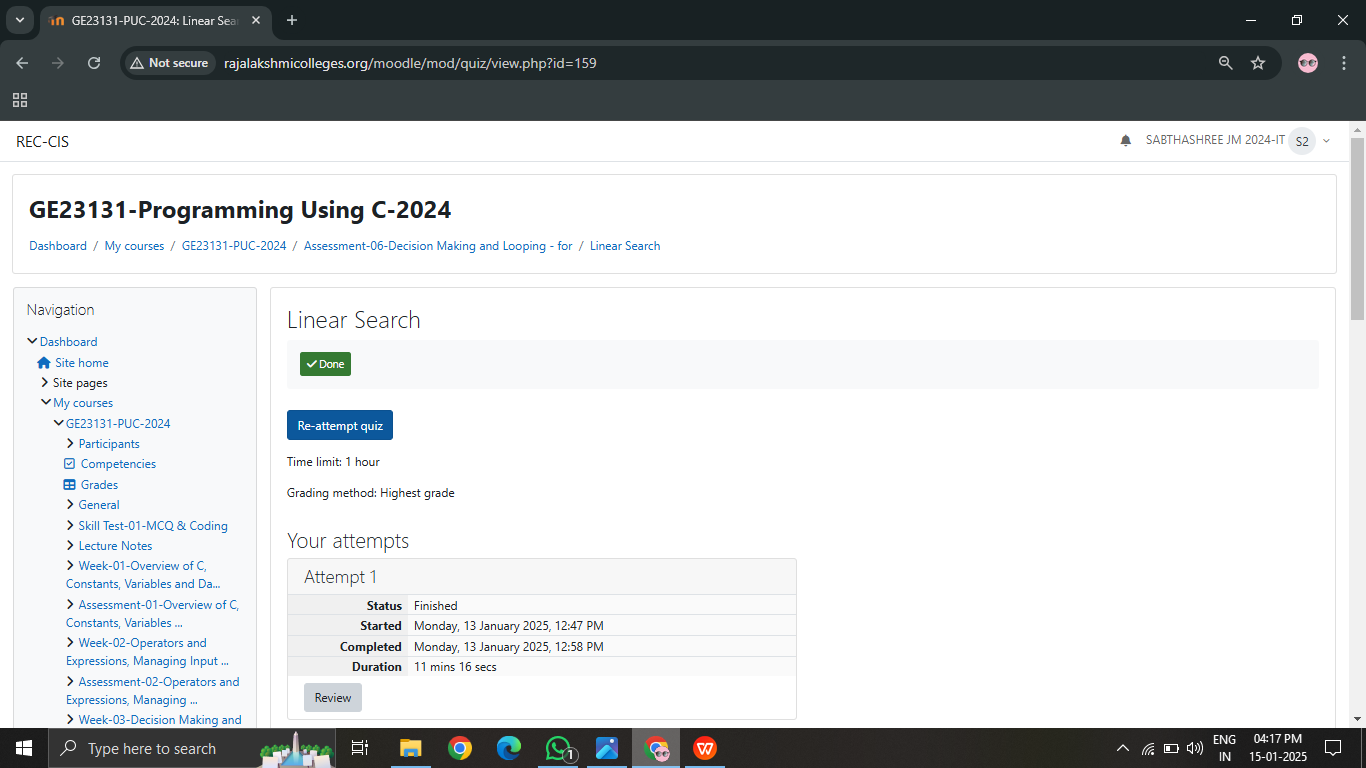 GE23131-PUC-2024: Linear Sea
Not secure
rajalakshmicolleges.org/moodle/mod/quiz/view.php?id=159
REC-CIS
SABTHASHREE JM 2024-IT S2
GE23131-Programming Using C-2024
Dashboard / My courses / GE23131-PUC-2024 / Assessment-06-Decision Making and Looping - for / Linear Search
Navigation
Dashboard
Site home
Site pages
My courses
GE23131-PUC-2024
Participants
Competencies
Grades
General
Skill Test-01-MCQ & Coding
Lecture Notes
Week-01-Overview of C,
Constants, Variables and Da...
Assessment-01-Overview of C,
Constants, Variables ...
Week-02-Operators and
Expressions, Managing Input ...
Assessment-02-Operators and
Expressions, Managing ...
Week-03-Decision Making and
Linear Search
Done
Re-attempt quiz
Time limit: 1 hour
Grading method: Highest grade
Your attempts
Attempt 1
Status Finished
Started Monday, 13 January 2025, 12:47 PM
Completed Monday, 13 January 2025, 12:58 PM
Duration 11 mins 16 secs
Review
Type here to search
1
ENG
IN
04:17 PM
15-01-2025